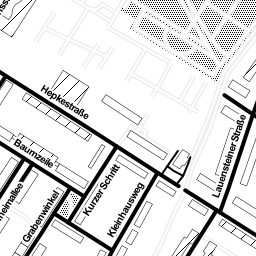 Hepkestraße
Baumzeile
Lauensteiner Straße
Kurzer Schritt
Kleinhausweg
Grabenwinkel